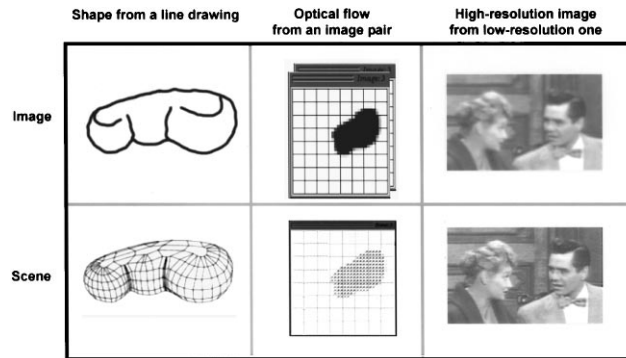 Shape from a line drawing
Optical flow
from an image pair
High-resolution image
from low-resolution one
Image
Scene